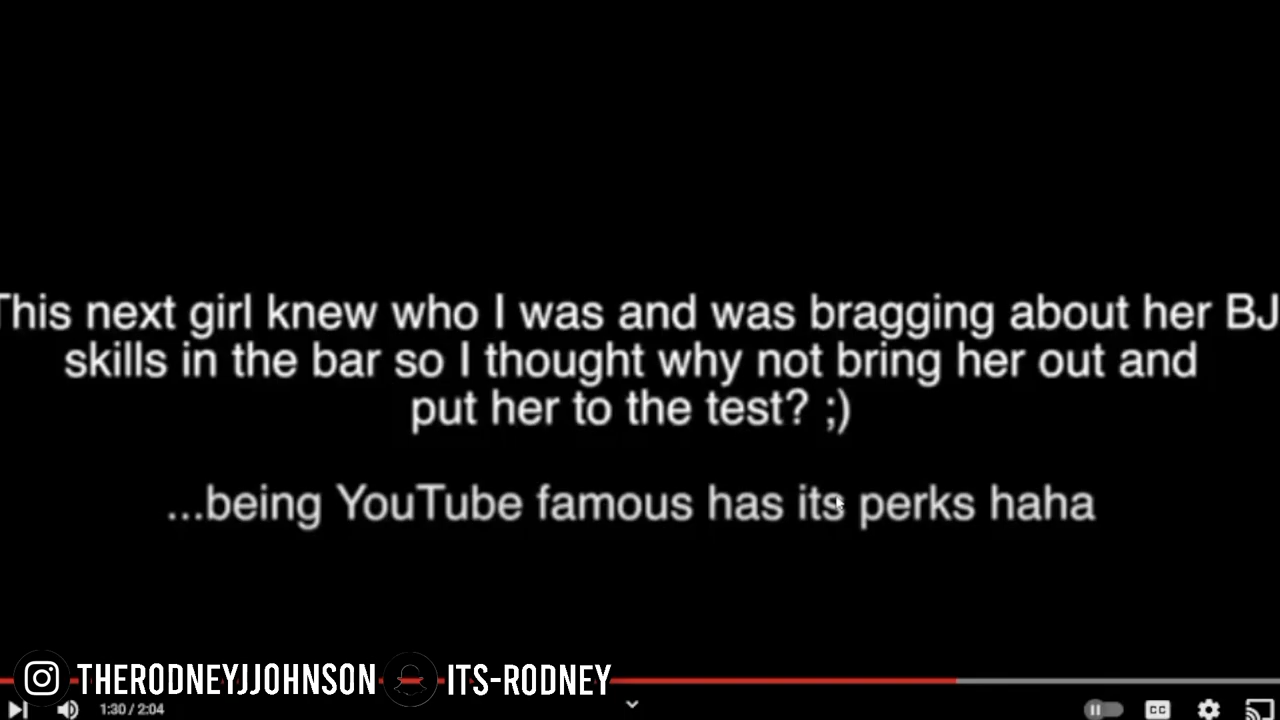 This next girl knew who I was and was bragging about her BJ
skills in the bar so I thought why not bring her out and
put her to the test? ;)
...being YouTube famous has its perks haha
THERODNEYJJOHNSON ITS-RODNEY
1:30 / 2:04
CC